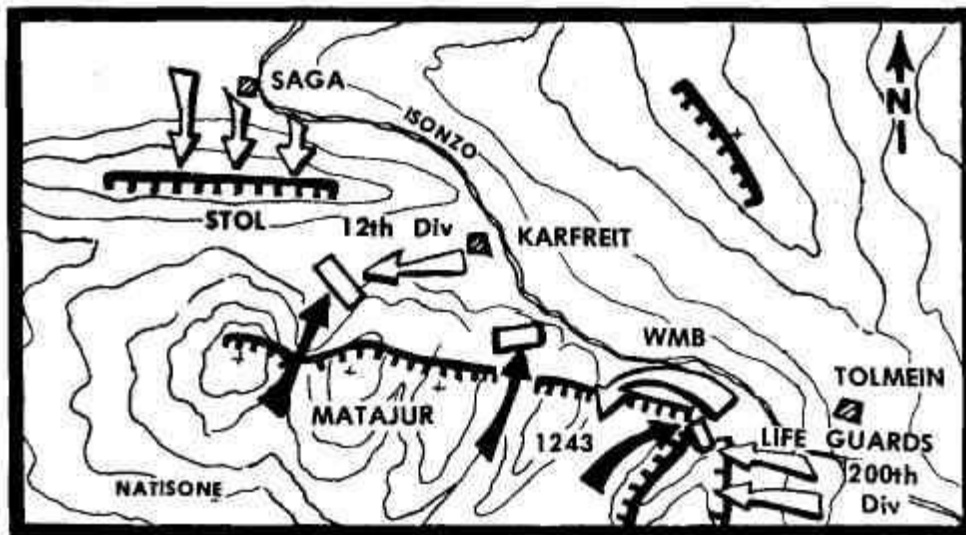 SAGA
ISONZO
N
STOL
12th Div
KARFREIT
WMB
TOLMEIN
MATAJUR
1243
LIFE GUARDS
200th
Div
NATISONE